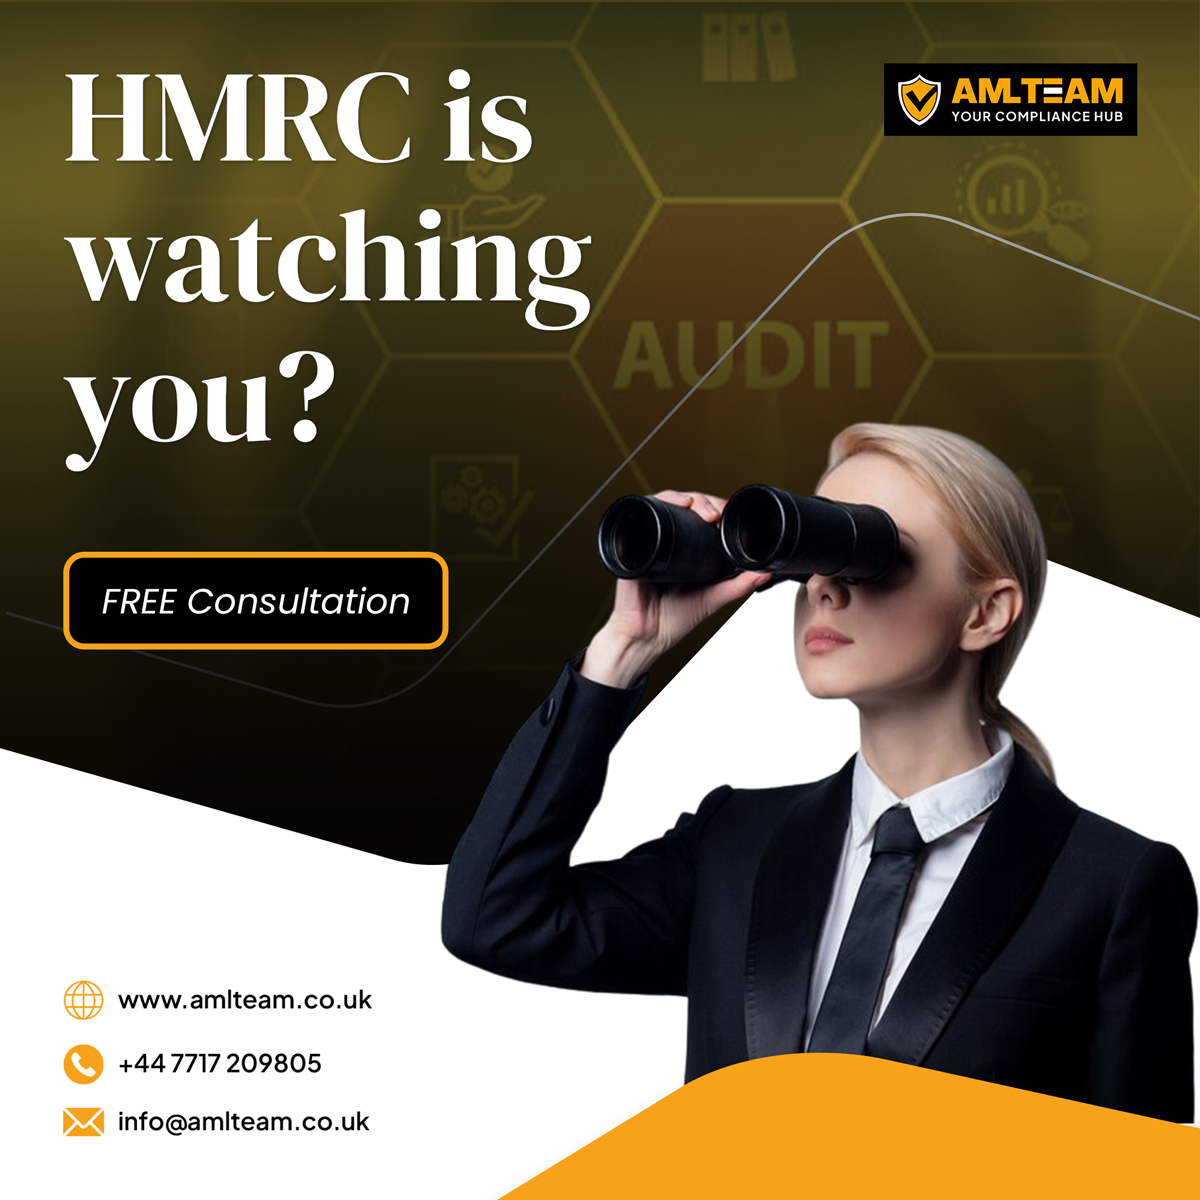 HMRC is
watching
you?
AMLTEAM
YOUR COMPLIANCE HUB
AUDIT
FREE Consultation
www.amlteam.co.uk
+44 7717 209805
info@amlteam.co.uk